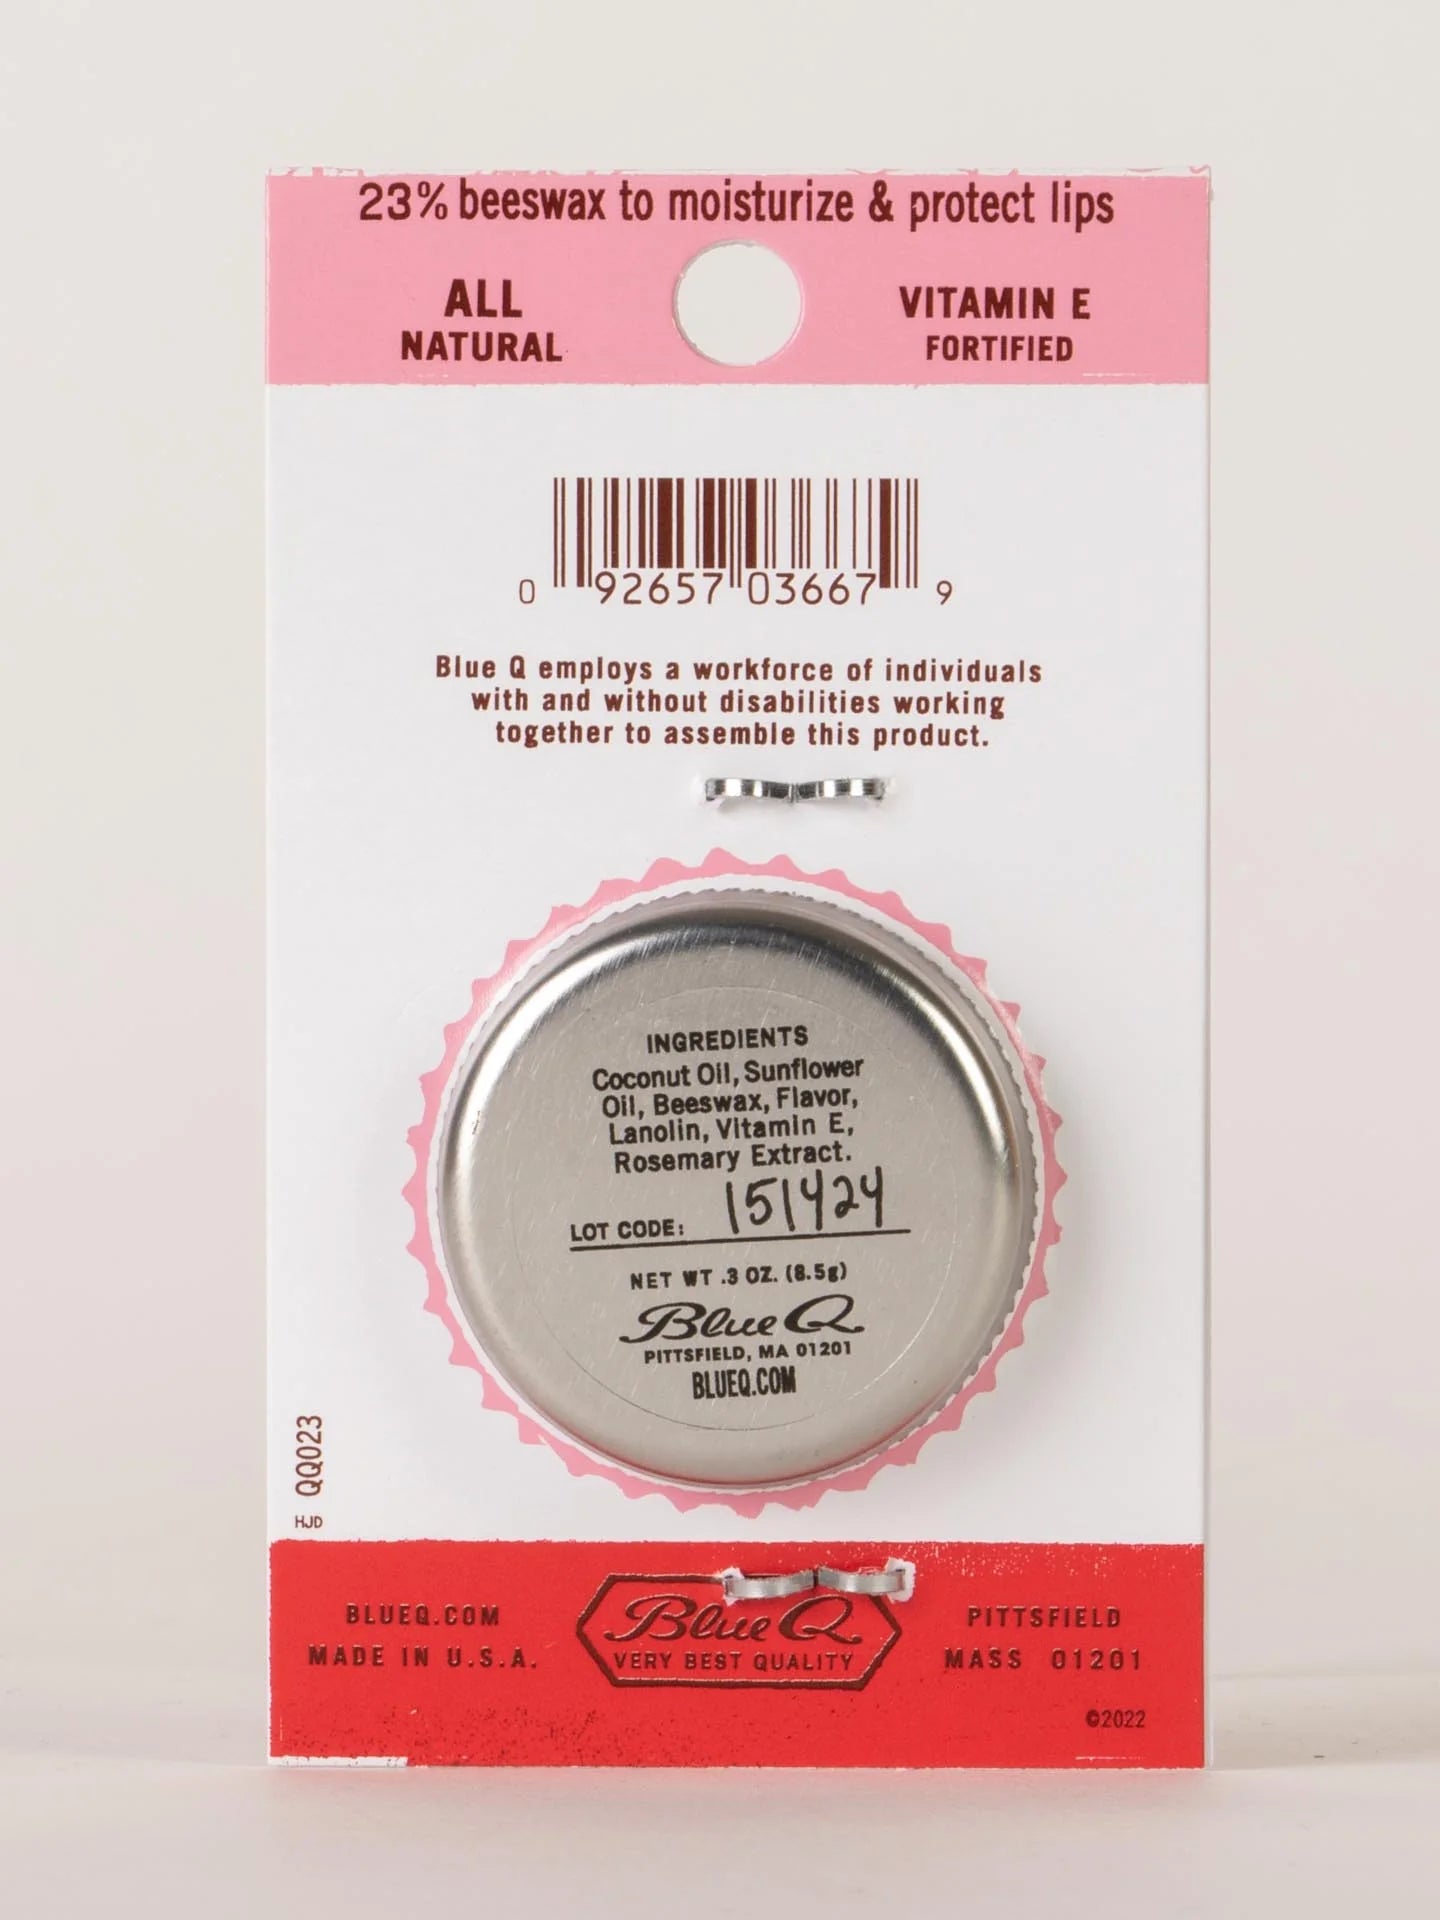 23% beeswax to moisturize & protect lips
ALL
NATURAL
VITAMIN E
FORTIFIED
0 92657 03667 9
Blue Q employs a workforce of individuals
with and without disabilities working
together to assemble this product.
INGREDIENTS
Coconut Oil, Sunflower
Oil, Beeswax, Flavor,
Lanolin, Vitamin E,
Rosemary Extract.
LOT CODE: 151424
NET WT .3 OZ. (8.5g)
Blue Q
PITTSFIELD, MA 01201
BLUEQ.COM
QQ023
HJD
BLUEQ.COM
MADE IN U.S.A.
Blue Q
VERY BEST QUALITY
PITTSFIELD
MASS 01201
©2022